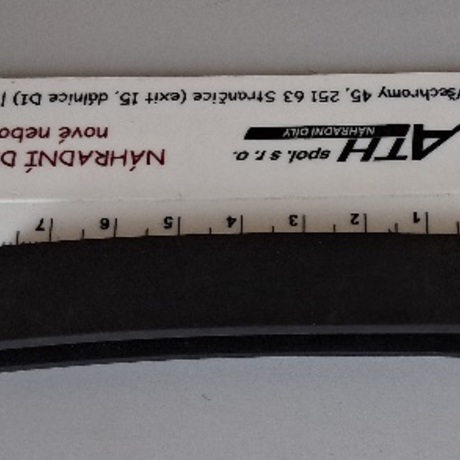 1 2 3 4 5 6 7
ATH spol. s r. o. NÁHRADNÍ
NÁHRADNÍ DÍLY nové nebo
Všechromy 45, 251 63 Strančice (exit 15, dálnice D1)